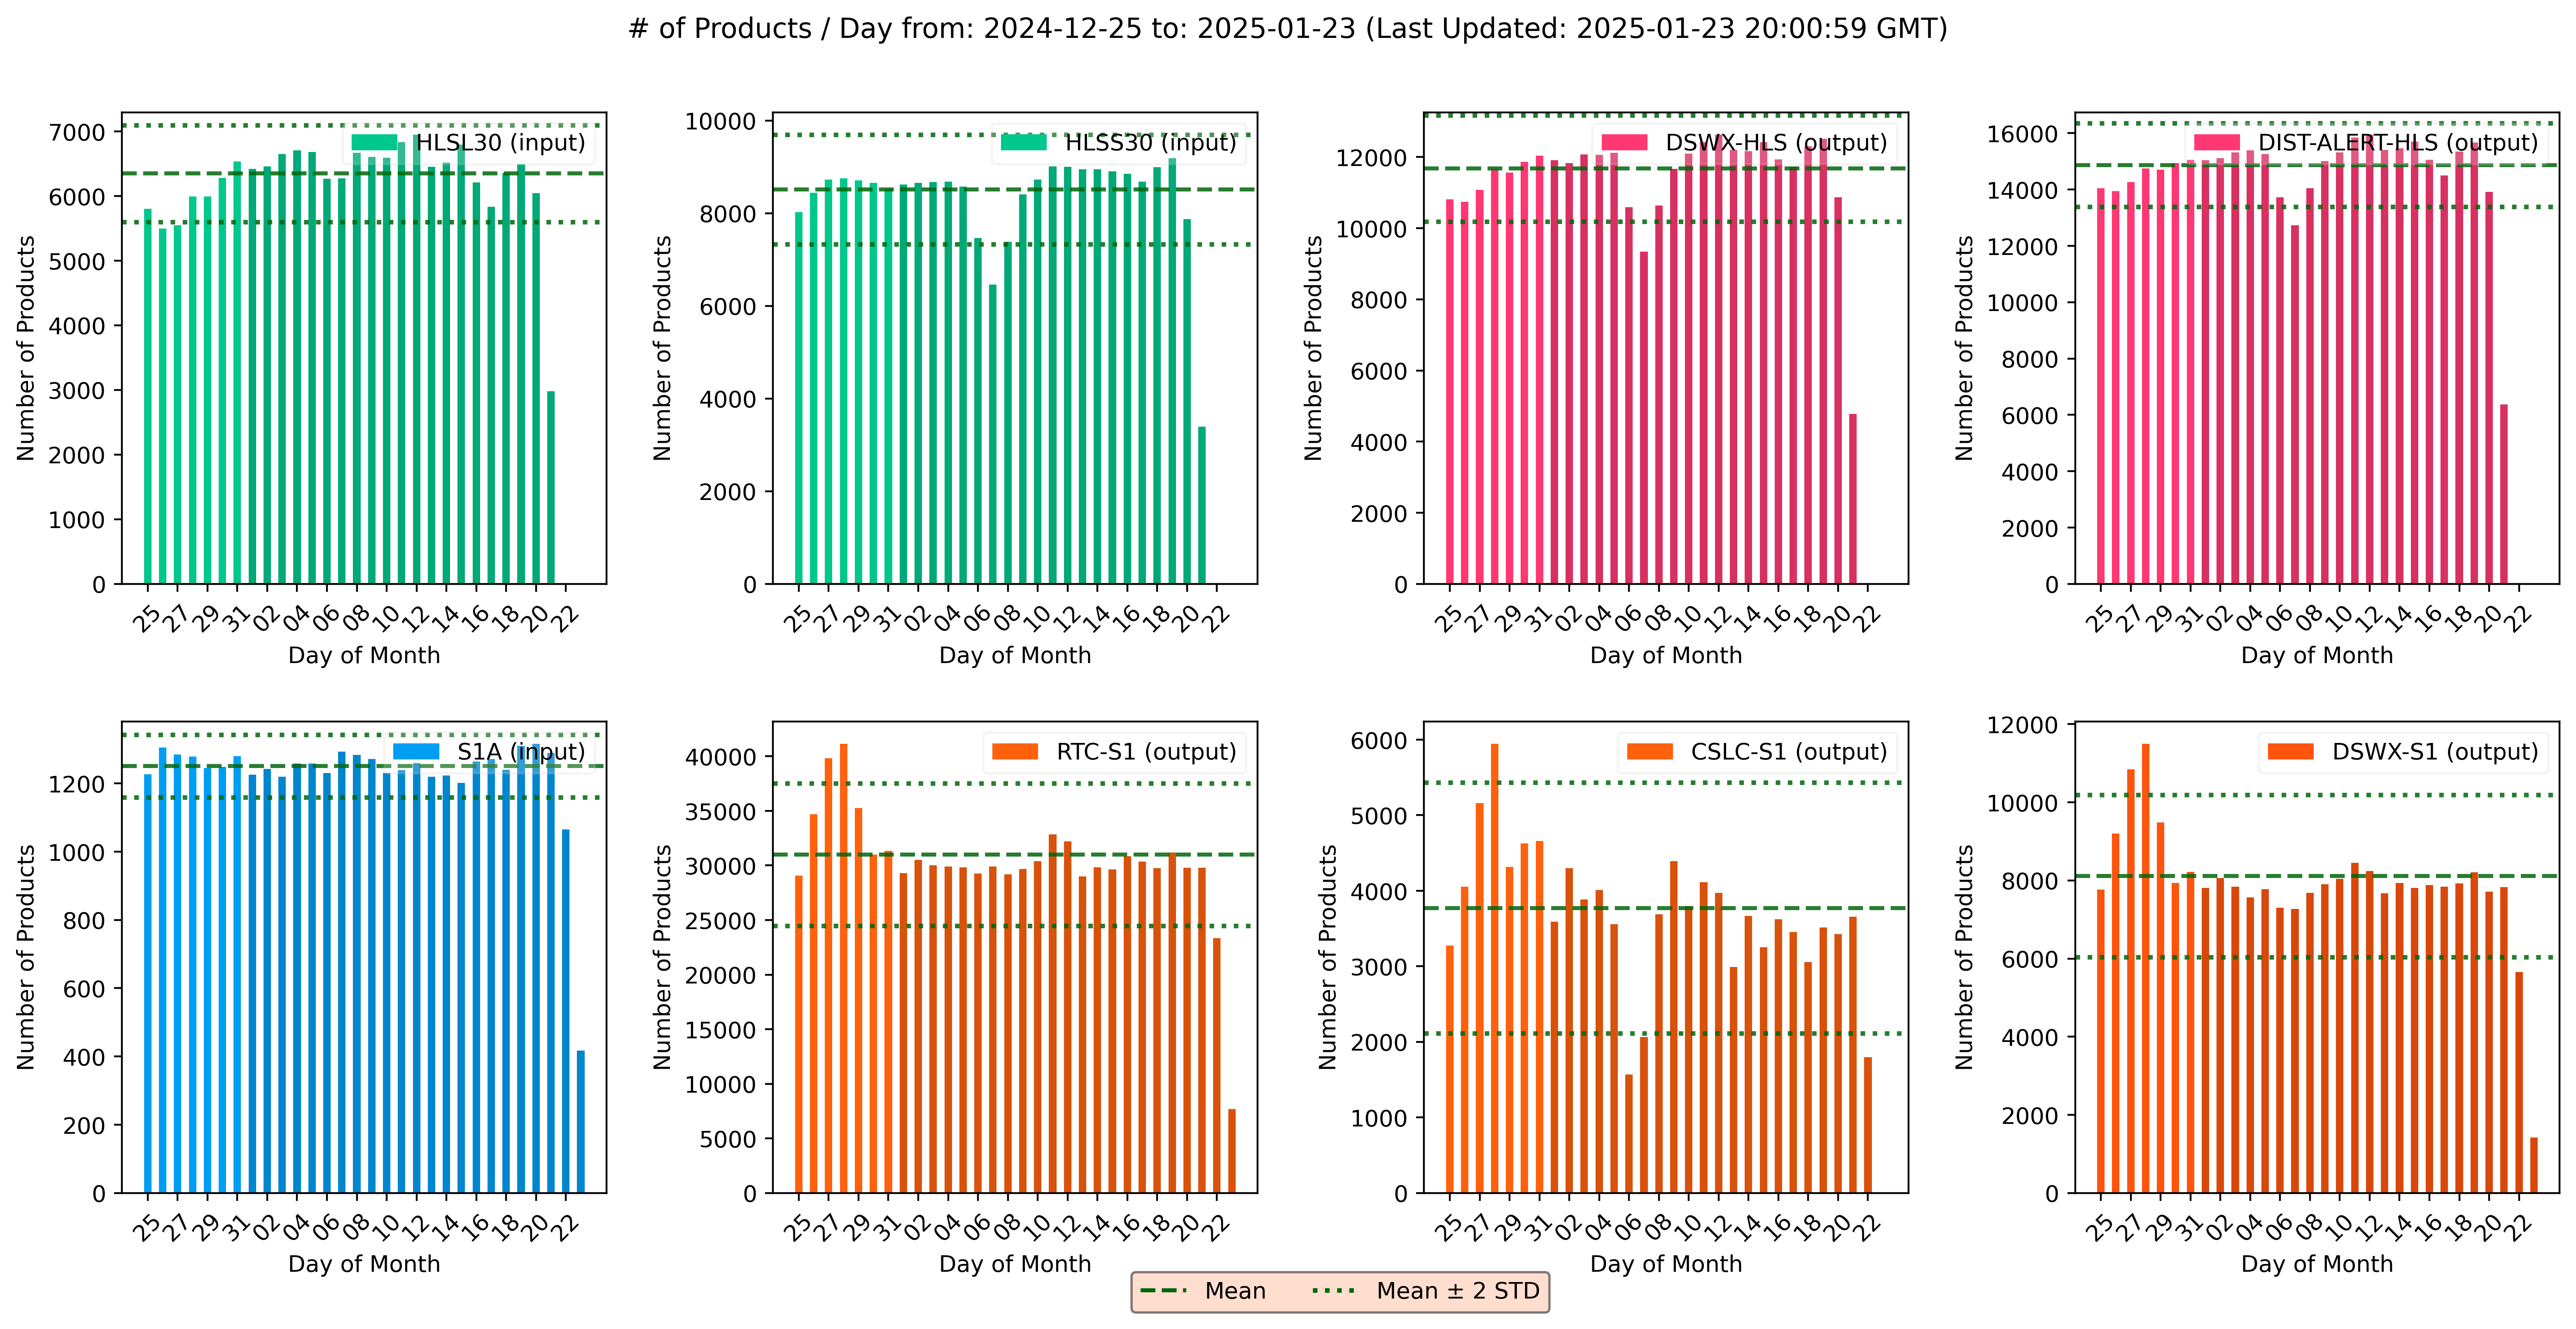 # of Products / Day from: 2024-12-25 to: 2025-01-23 (Last Updated: 2025-01-23 20:00:59 GMT)
HLSL30 (input)
Number of Products
7000
6000
5000
4000
3000
2000
1000
0
25 27 29 31 02 04 06 08 10 12 14 16 18 20 22
Day of Month
HLSS30 (input)
Number of Products
10000
8000
6000
4000
2000
0
25 27 29 31 02 04 06 08 10 12 14 16 18 20 22
Day of Month
DSWX-HLS (output)
Number of Products
12000
10000
8000
6000
4000
2000
0
25 27 29 31 02 04 06 08 10 12 14 16 18 20 22
Day of Month
DIST-ALERT-HLS (output)
Number of Products
16000
14000
12000
10000
8000
6000
4000
2000
0
25 27 29 31 02 04 06 08 10 12 14 16 18 20 22
Day of Month
S1A (input)
Number of Products
1200
1000
800
600
400
200
0
25 27 29 31 02 04 06 08 10 12 14 16 18 20 22
Day of Month
RTC-S1 (output)
Number of Products
40000
35000
30000
25000
20000
15000
10000
5000
0
25 27 29 31 02 04 06 08 10 12 14 16 18 20 22
Day of Month
CSLC-S1 (output)
Number of Products
6000
5000
4000
3000
2000
1000
0
25 27 29 31 02 04 06 08 10 12 14 16 18 20 22
Day of Month
DSWX-S1 (output)
Number of Products
12000
10000
8000
6000
4000
2000
0
25 27 29 31 02 04 06 08 10 12 14 16 18 20 22
Day of Month
Mean
Mean ± 2 STD